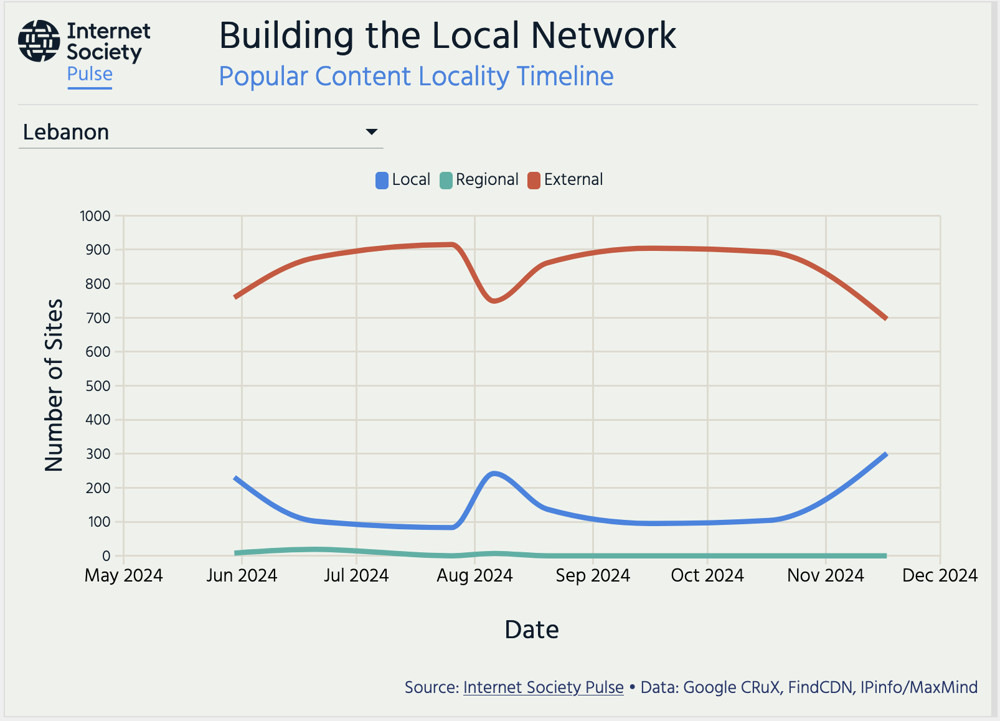 Internet
Society
Pulse
Building the Local Network
Popular Content Locality Timeline
Lebanon
Local Regional External
1000
900
800
700
600
500
400
300
200
100
0
Number of Sites
May 2024 Jun 2024 Jul 2024 Aug 2024 Sep 2024 Oct 2024 Nov 2024 Dec 2024
Date
Source: Internet Society Pulse • Data: Google CRuX, FindCDN, IPinfo/MaxMind